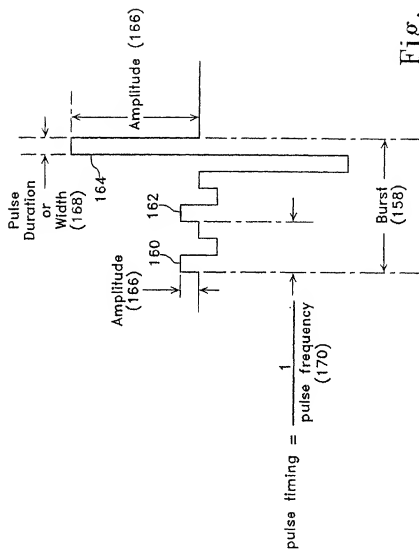 Pulse
Duration
or
Width
(168)
Amplitude (166)
164
162
160
Amplitude
(166)
Burst
(158)
pulse timing =
1
pulse frequency
(170)
Fig.